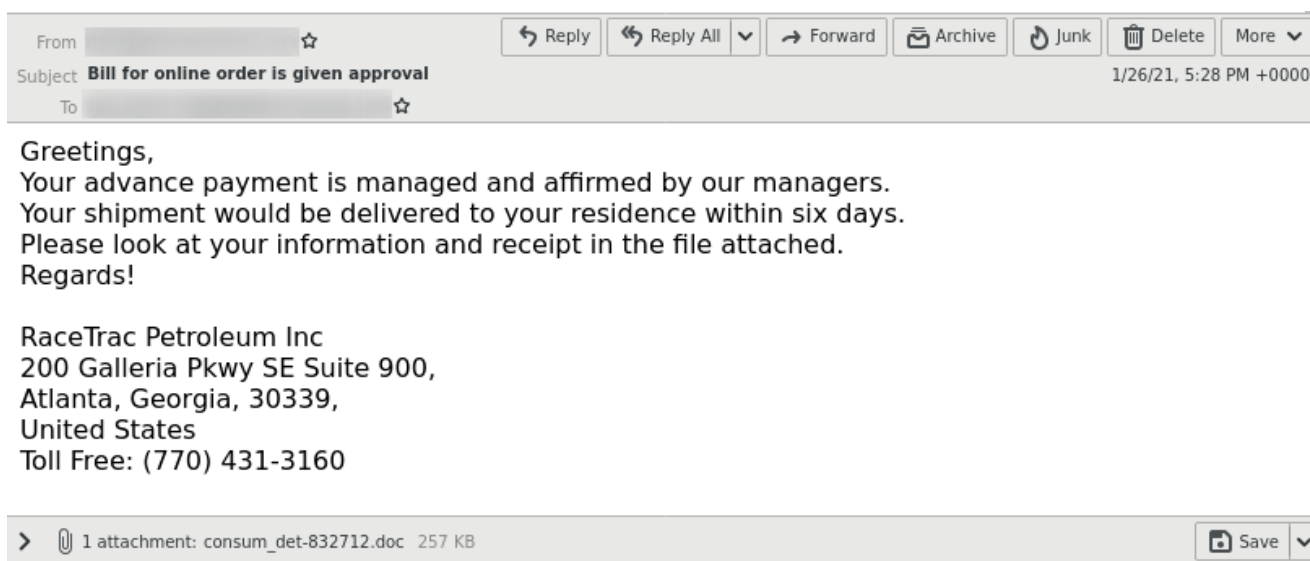 From Reply Reply All Forward Archive Junk Delete More
Subject Bill for online order is given approval 1/26/21, 5:28 PM +0000
To
Greetings,
Your advance payment is managed and affirmed by our managers.
Your shipment would be delivered to your residence within six days.
Please look at your information and receipt in the file attached.
Regards!
RaceTrac Petroleum Inc
200 Galleria Pkwy SE Suite 900,
Atlanta, Georgia, 30339,
United States
Toll Free: (770) 431-3160
1 attachment: consum_det-832712.doc 257 KB Save